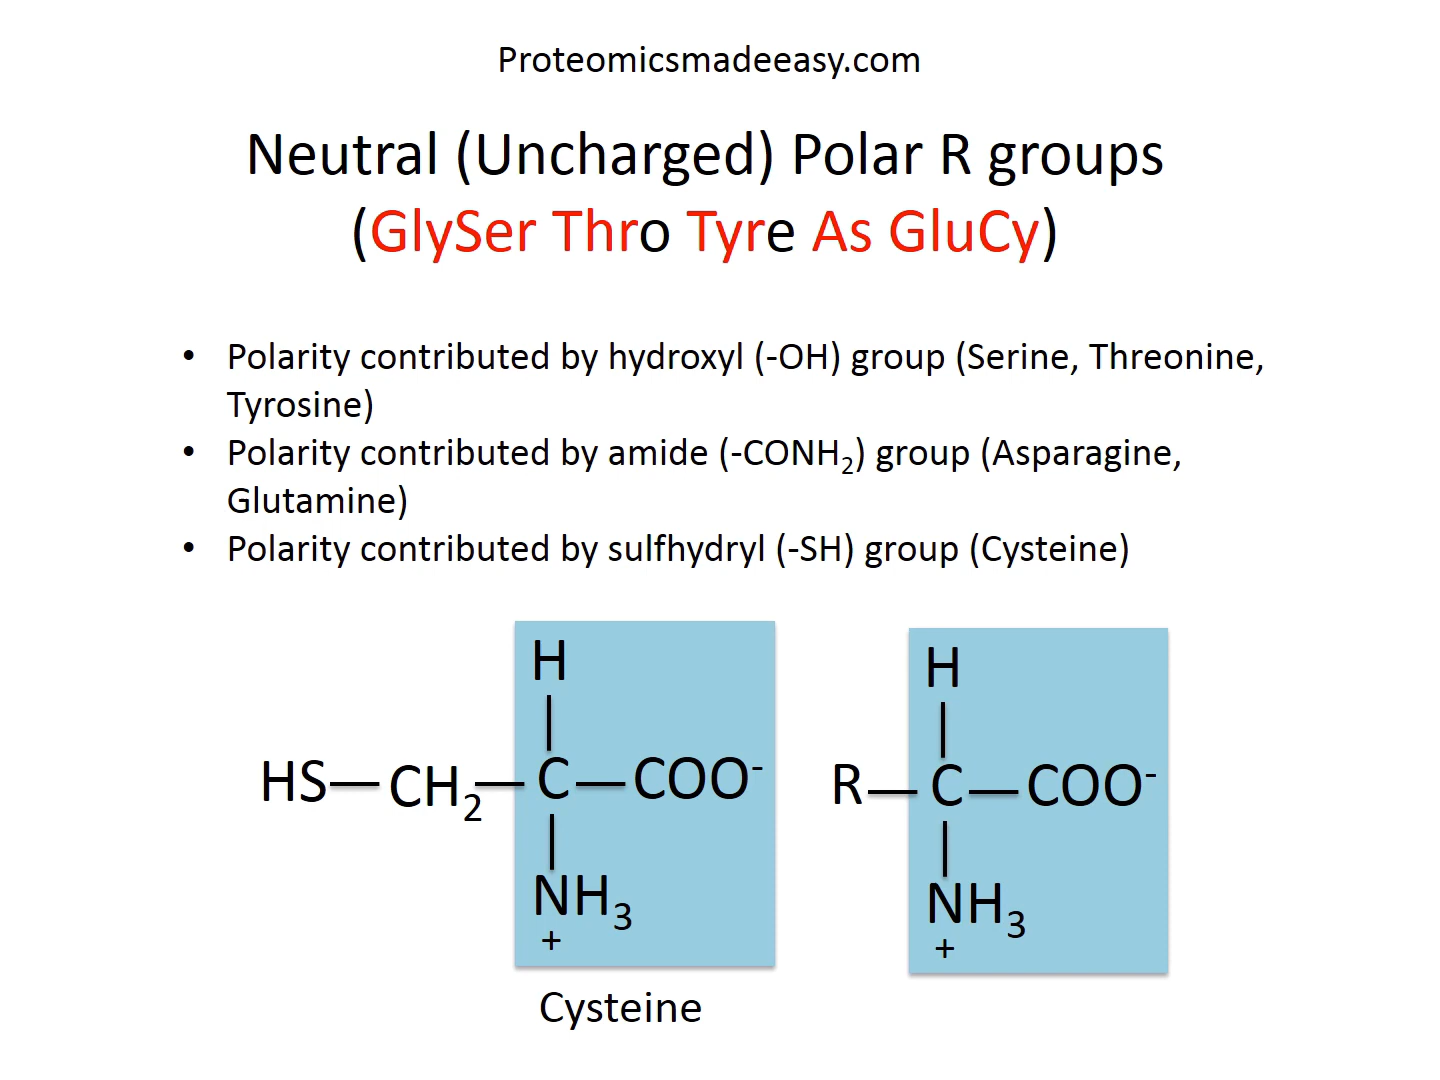 Proteomicsmadeeasy.com
Neutral (Uncharged) Polar R groups
(GlySer Thro Tyre As GluCy)
• Polarity contributed by hydroxyl (-OH) group (Serine, Threonine,
Tyrosine)
• Polarity contributed by amide (-CONH₂) group (Asparagine,
Glutamine)
• Polarity contributed by sulfhydryl (-SH) group (Cysteine)
H
HS—CH₂—C—COO⁻
NH₃
+
Cysteine
H
R—C—COO⁻
NH₃
+